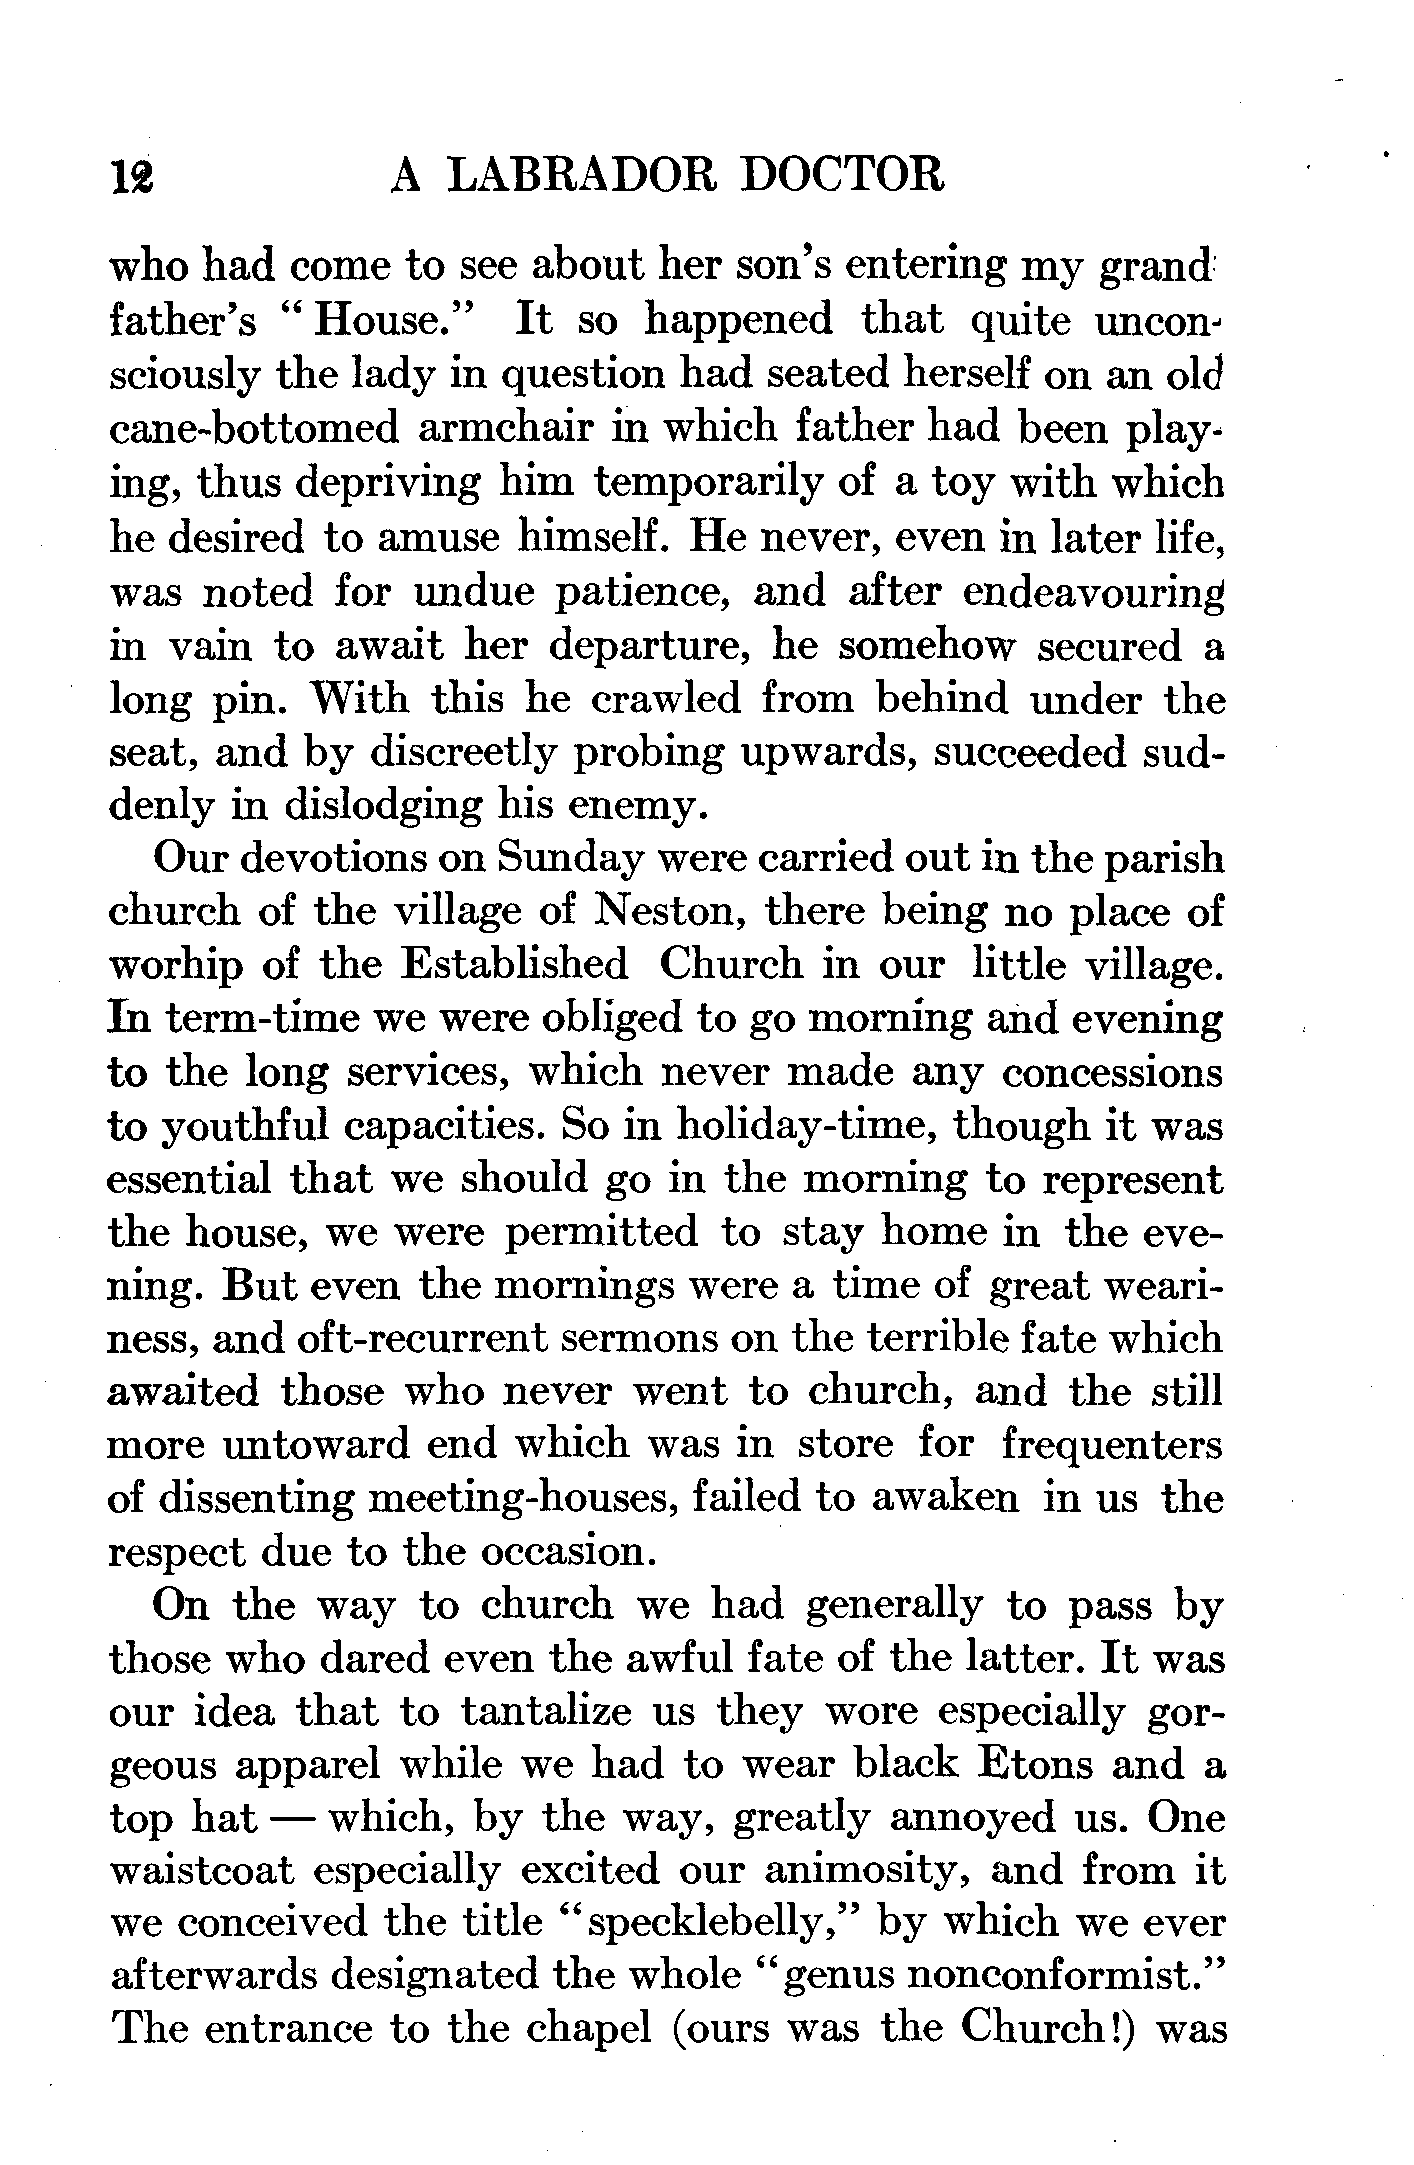 12 A LABRADOR DOCTOR
who had come to see about her son's entering my grand-
father's "House." It so happened that quite uncon-
sciously the lady in question had seated herself on an old
cane-bottomed armchair in which father had been play-
ing, thus depriving him temporarily of a toy with which
he desired to amuse himself. He never, even in later life,
was noted for undue patience, and after endeavouring
in vain to await her departure, he somehow secured a
long pin. With this he crawled from behind under the
seat, and by discreetly probing upwards, succeeded sud-
denly in dislodging his enemy.
Our devotions on Sunday were carried out in the parish
church of the village of Neston, there being no place of
worhip of the Established Church in our little village.
In term-time we were obliged to go morning and evening
to the long services, which never made any concessions
to youthful capacities. So in holiday-time, though it was
essential that we should go in the morning to represent
the house, we were permitted to stay home in the eve-
ning. But even the mornings were a time of great weari-
ness, and oft-recurrent sermons on the terrible fate which
awaited those who never went to church, and the still
more untoward end which was in store for frequenters
of dissenting meeting-houses, failed to awaken in us the
respect due to the occasion.
On the way to church we had generally to pass by
those who dared even the awful fate of the latter. It was
our idea that to tantalize us they wore especially gor-
geous apparel while we had to wear black Etons and a
top hat — which, by the way, greatly annoyed us. One
waistcoat especially excited our animosity, and from it
we conceived the title "specklebelly," by which we ever
afterwards designated the whole "genus nonconformist."
The entrance to the chapel (ours was the Church!) was